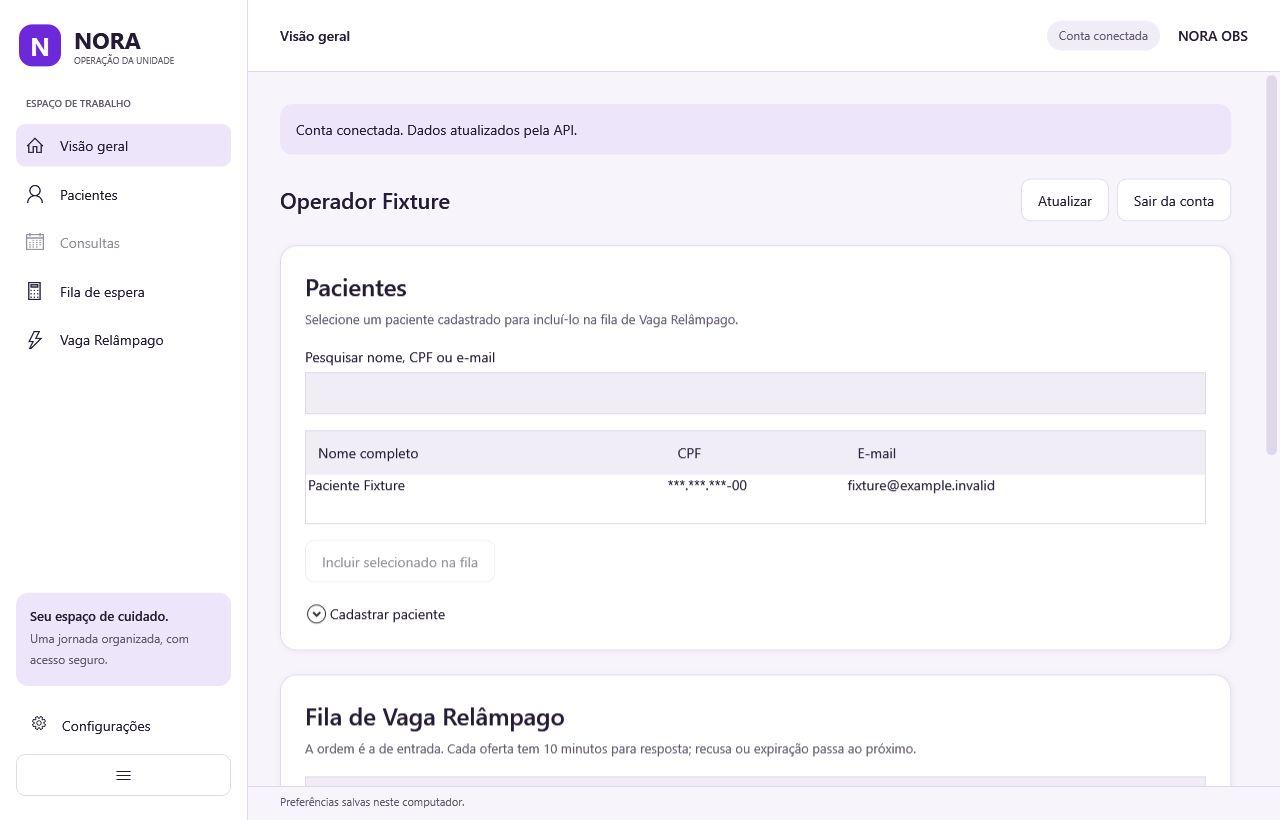 N
NORA
OPERAÇÃO DA UNIDADE
ESPAÇO DE TRABALHO
Visão geral
Pacientes
Consultas
Fila de espera
Vaga Relâmpago
Seu espaço de cuidado.
Uma jornada organizada, com
acesso seguro.
Configurações
Visão geral
Conta conectada
NORA OBS
Conta conectada. Dados atualizados pela API.
Operador Fixture
Atualizar
Sair da conta
Pacientes
Selecione um paciente cadastrado para incluí-lo na fila de Vaga Relâmpago.
Pesquisar nome, CPF ou e-mail
Nome completo CPF E-mail
Paciente Fixture ***.***.***-00 fixture@example.invalid
Incluir selecionado na fila
Cadastrar paciente
Fila de Vaga Relâmpago
A ordem é a de entrada. Cada oferta tem 10 minutos para resposta; recusa ou expiração passa ao próximo.
Preferências salvas neste computador.